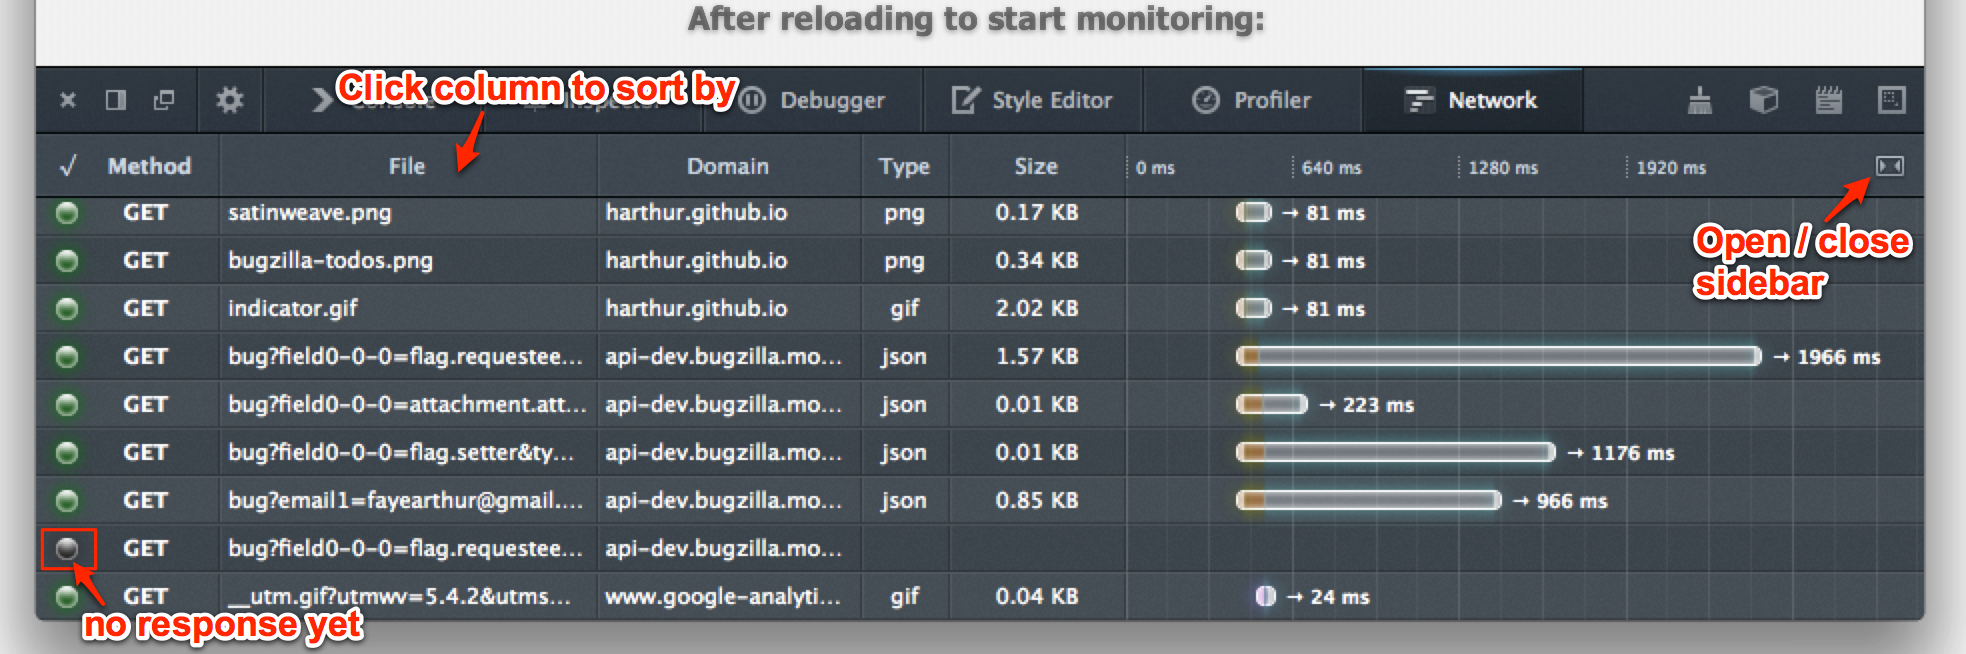 After reloading to start monitoring:
Click column to sort by
Debugger
Style Editor
Profiler
Network
√ Method File Domain Type Size 0 ms 640 ms 1280 ms 1920 ms
GET satinweave.png harthur.github.io png 0.17 KB → 81 ms
GET bugzilla-todos.png harthur.github.io png 0.34 KB → 81 ms
Open / close
sidebar
GET indicator.gif harthur.github.io gif 2.02 KB → 81 ms
GET bug?field0-0-0=flag.requestee... api-dev.bugzilla.mo... json 1.57 KB → 1966 ms
GET bug?field0-0-0=attachment.att... api-dev.bugzilla.mo... json 0.01 KB → 223 ms
GET bug?field0-0-0=flag.setter&ty... api-dev.bugzilla.mo... json 0.01 KB → 1176 ms
GET bug?email1=fayearthur@gmail.... api-dev.bugzilla.mo... json 0.85 KB → 966 ms
GET bug?field0-0-0=flag.requestee... api-dev.bugzilla.mo...
GET __utm.gif?utmwv=5.4.2&utms... www.google-analyti... gif 0.04 KB → 24 ms
no response yet